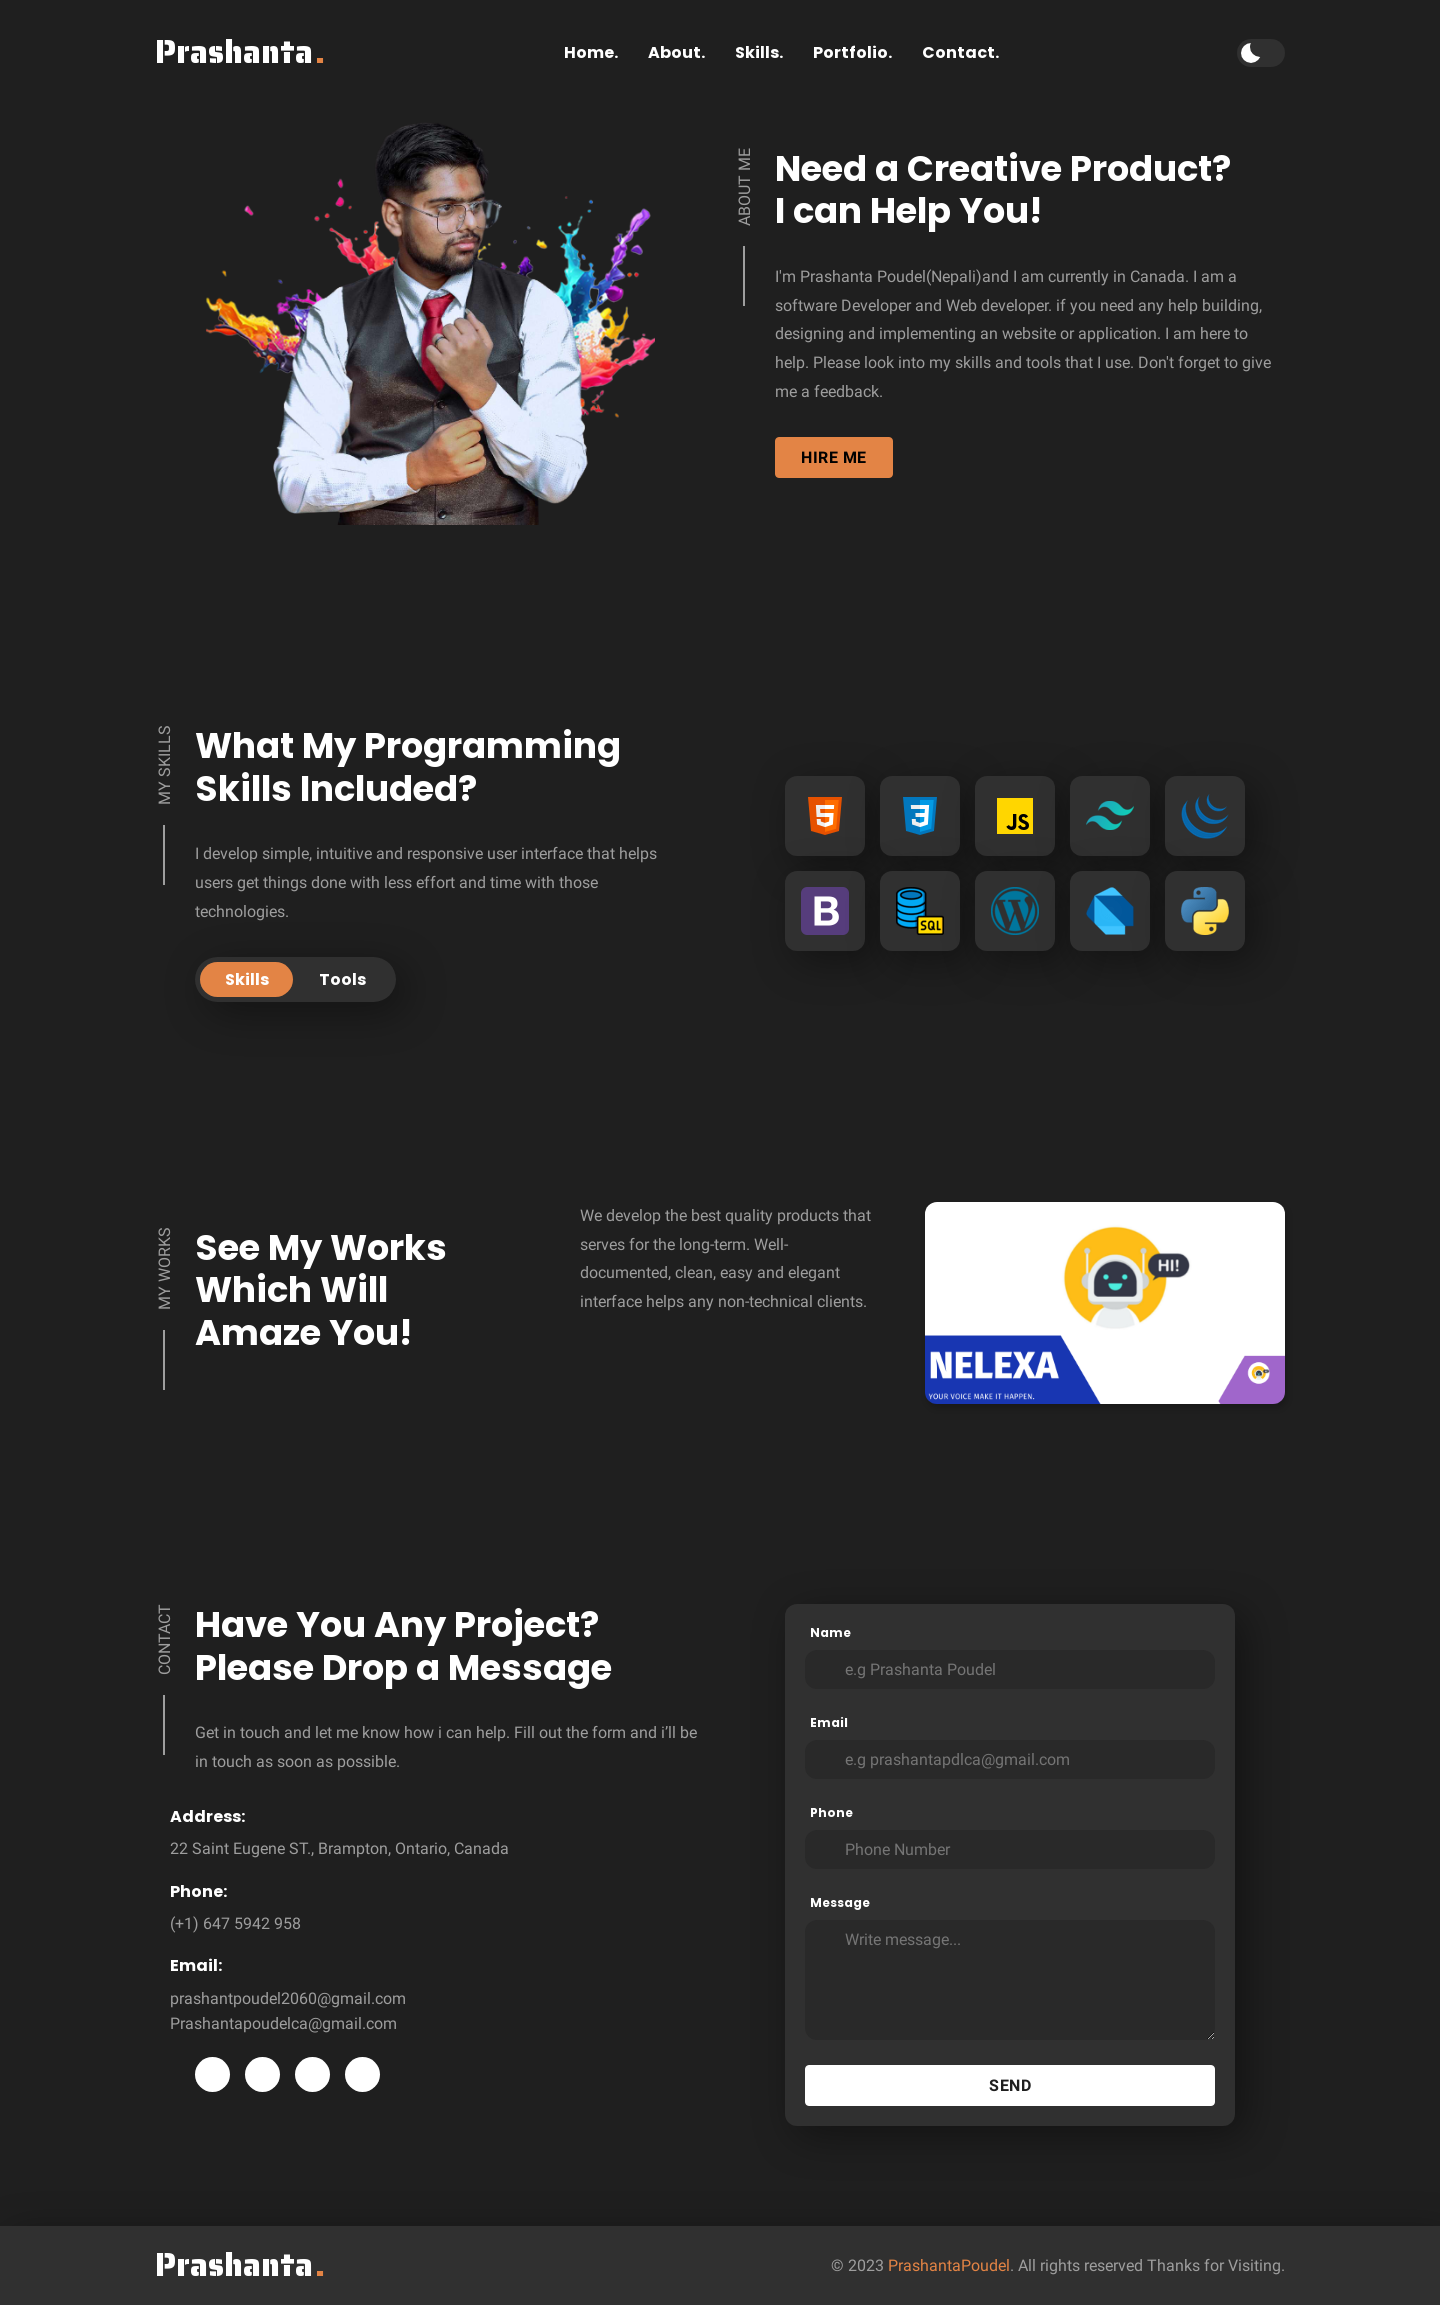 Prashanta.
Home. About. Skills. Portfolio. Contact.
ABOUT ME
Need a Creative Product?
I can Help You!
I'm Prashanta Poudel(Nepali)and I am currently in Canada. I am a
software Developer and Web developer. if you need any help building,
designing and implementing an website or application. I am here to
help. Please look into my skills and tools that I use. Don't forget to give
me a feedback.
HIRE ME
MY SKILLS
What My Programming
Skills Included?
I develop simple, intuitive and responsive user interface that helps
users get things done with less effort and time with those
technologies.
Skills Tools
5 3 JS
B SQL W
MY WORKS
See My Works
Which Will
Amaze You!
We develop the best quality products that
serves for the long-term. Well-
documented, clean, easy and elegant
interface helps any non-technical clients.
HI!
NELEXA
YOUR VOICE MAKE IT HAPPEN.
CONTACT
Have You Any Project?
Please Drop a Message
Get in touch and let me know how i can help. Fill out the form and i’ll be
in touch as soon as possible.
Address:
22 Saint Eugene ST., Brampton, Ontario, Canada
Phone:
(+1) 647 5942 958
Email:
prashantpoudel2060@gmail.com
Prashantapoudelca@gmail.com
Name
e.g Prashanta Poudel
Email
e.g prashantapdlca@gmail.com
Phone
Phone Number
Message
Write message...
SEND
Prashanta.
© 2023 PrashantaPoudel. All rights reserved Thanks for Visiting.